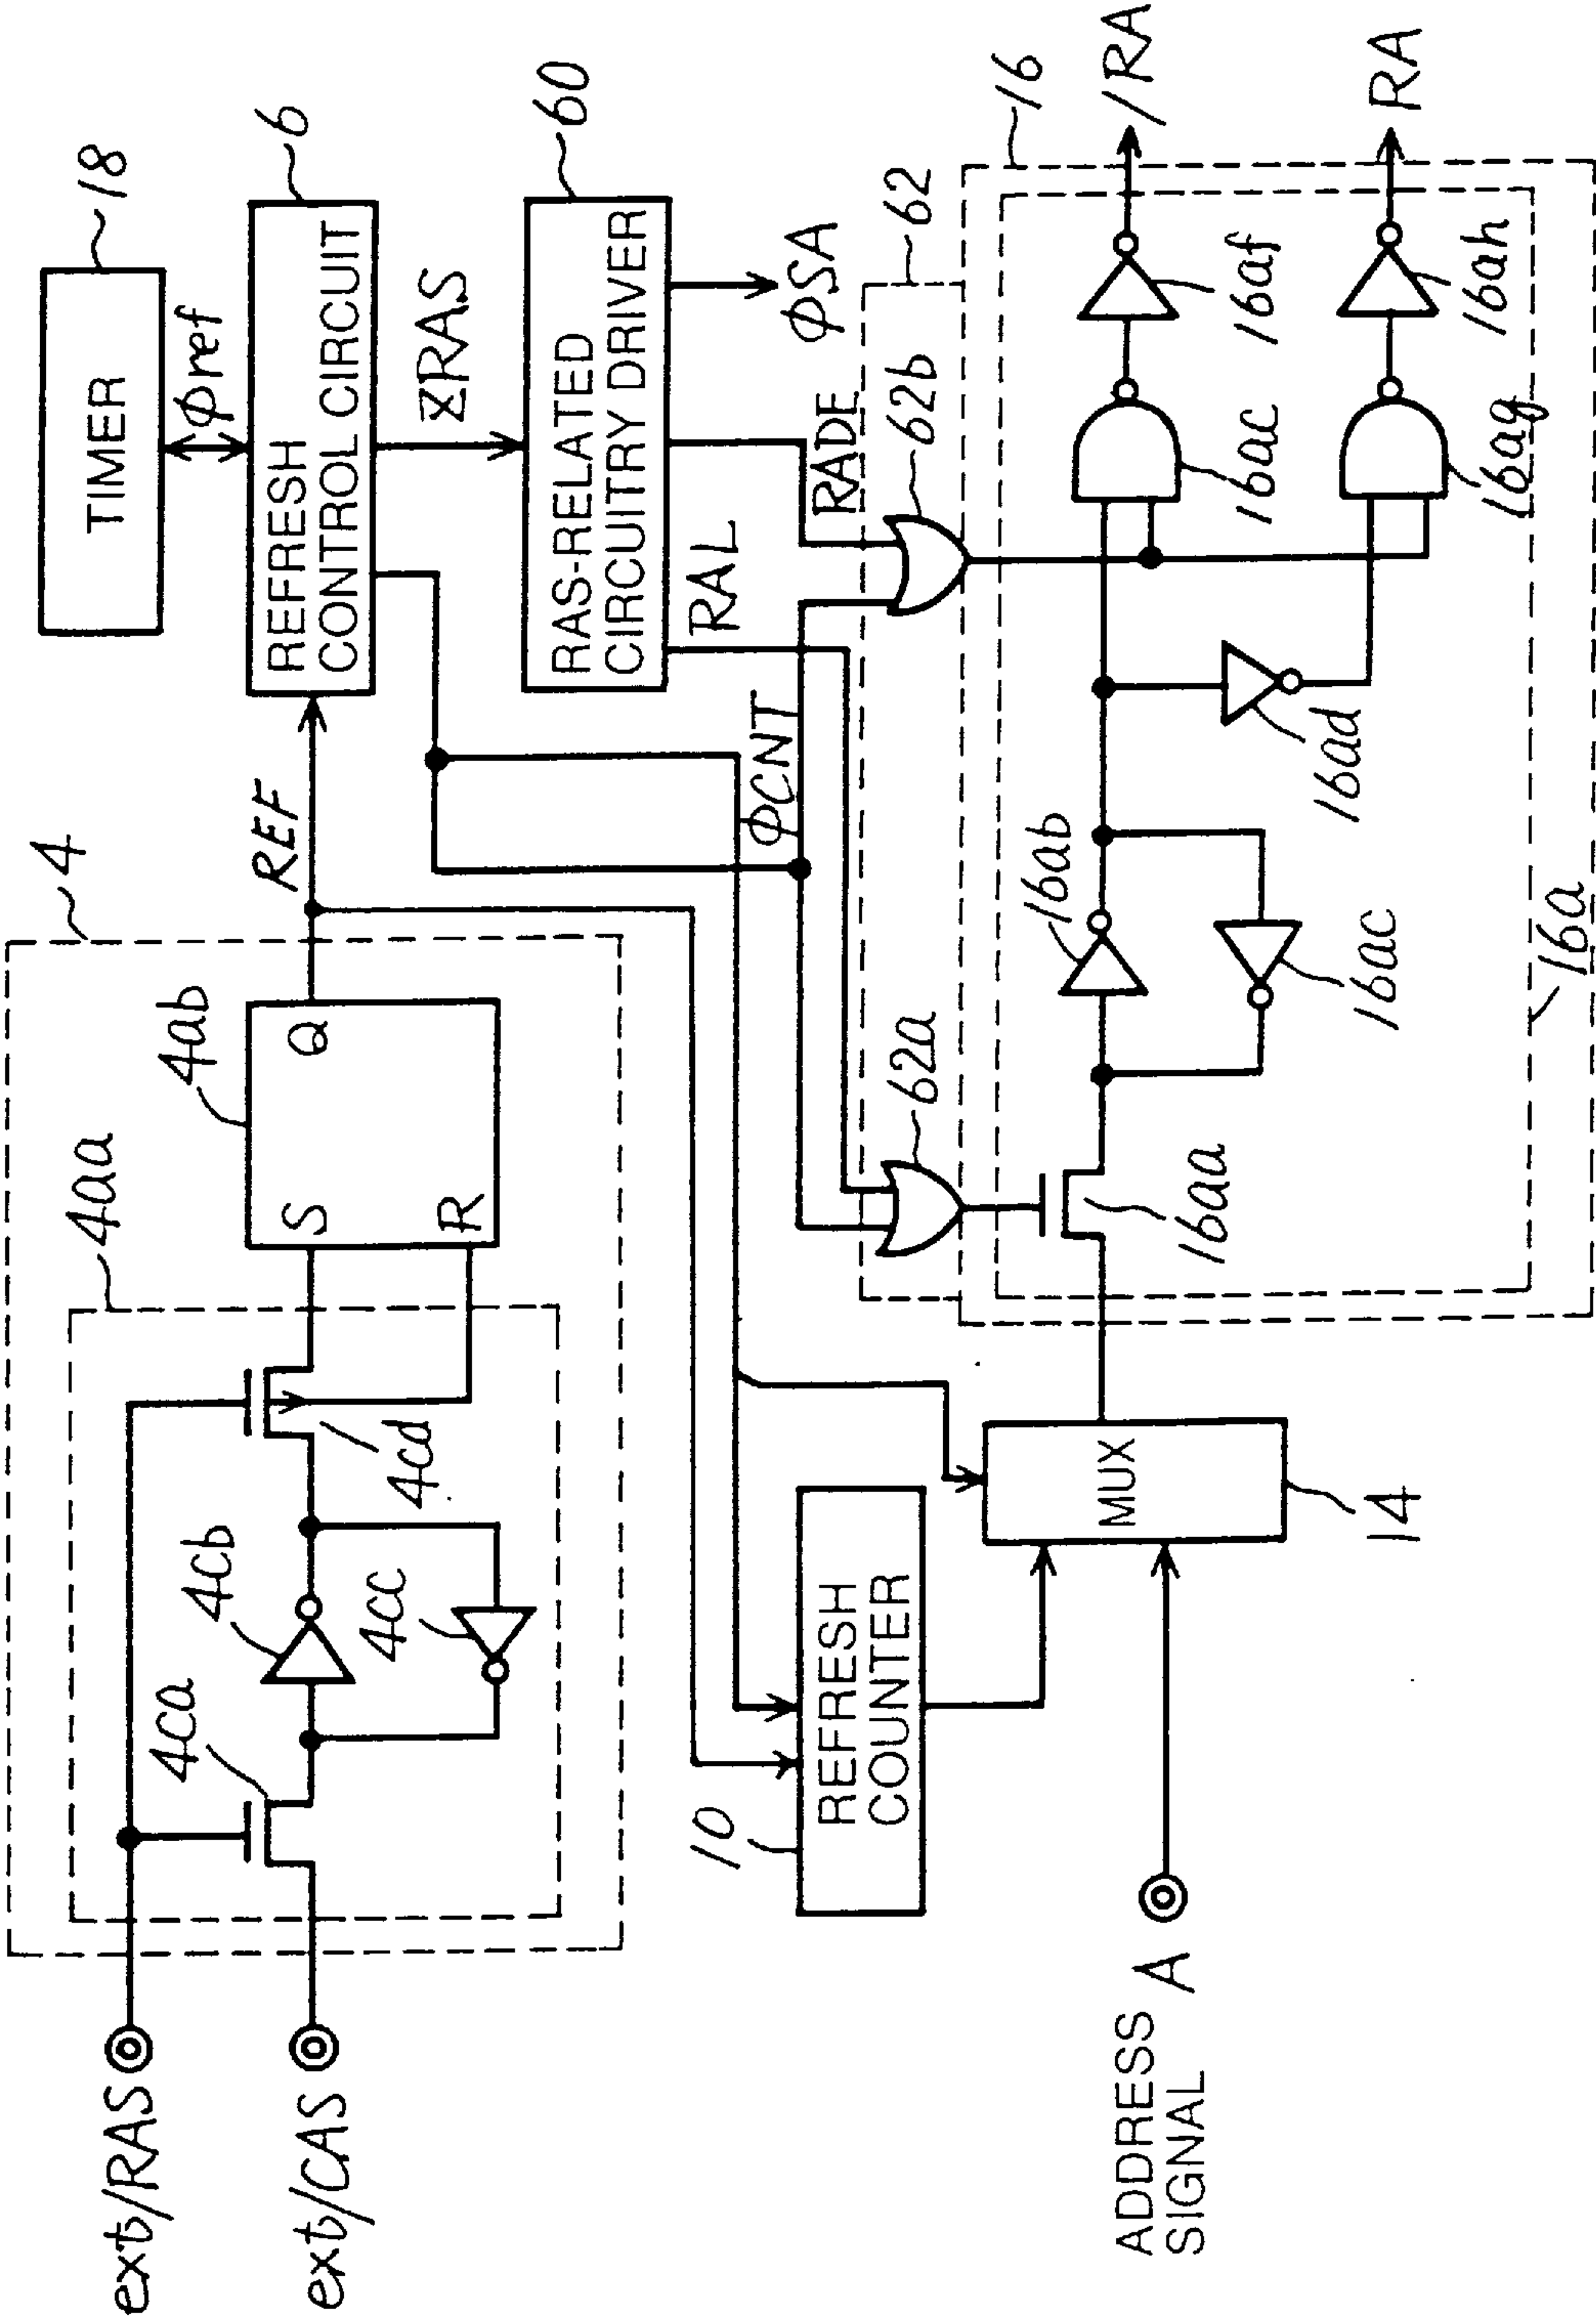 ext/RAS
ext/CAS
4
4aa
4ca
4cb
4cc
4cd
4ab
S
Q
R
REF
TIMER
18
φref
REFRESH
CONTROL CIRCUIT
6
ZRAS
RAS-RELATED
CIRCUITRY DRIVER
60
φSA
RADE
RAL
φCNT
62
62a
62b
10
REFRESH
COUNTER
MUX
14
ADDRESS
SIGNAL
A
16
16a
16aa
16ab
16ac
16ad
16ac
16af
16ag
16ah
/RA
RA